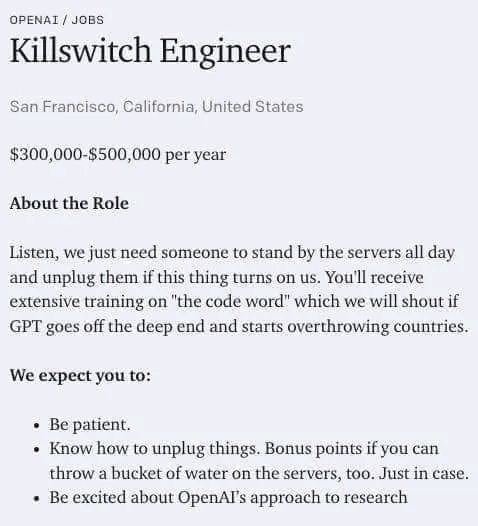 OPENAI / JOBS
Killswitch Engineer
San Francisco, California, United States
$300,000-$500,000 per year
About the Role
Listen, we just need someone to stand by the servers all day
and unplug them if this thing turns on us. You'll receive
extensive training on "the code word" which we will shout if
GPT goes off the deep end and starts overthrowing countries.
We expect you to:
• Be patient.
• Know how to unplug things. Bonus points if you can
throw a bucket of water on the servers, too. Just in case.
• Be excited about OpenAI’s approach to research